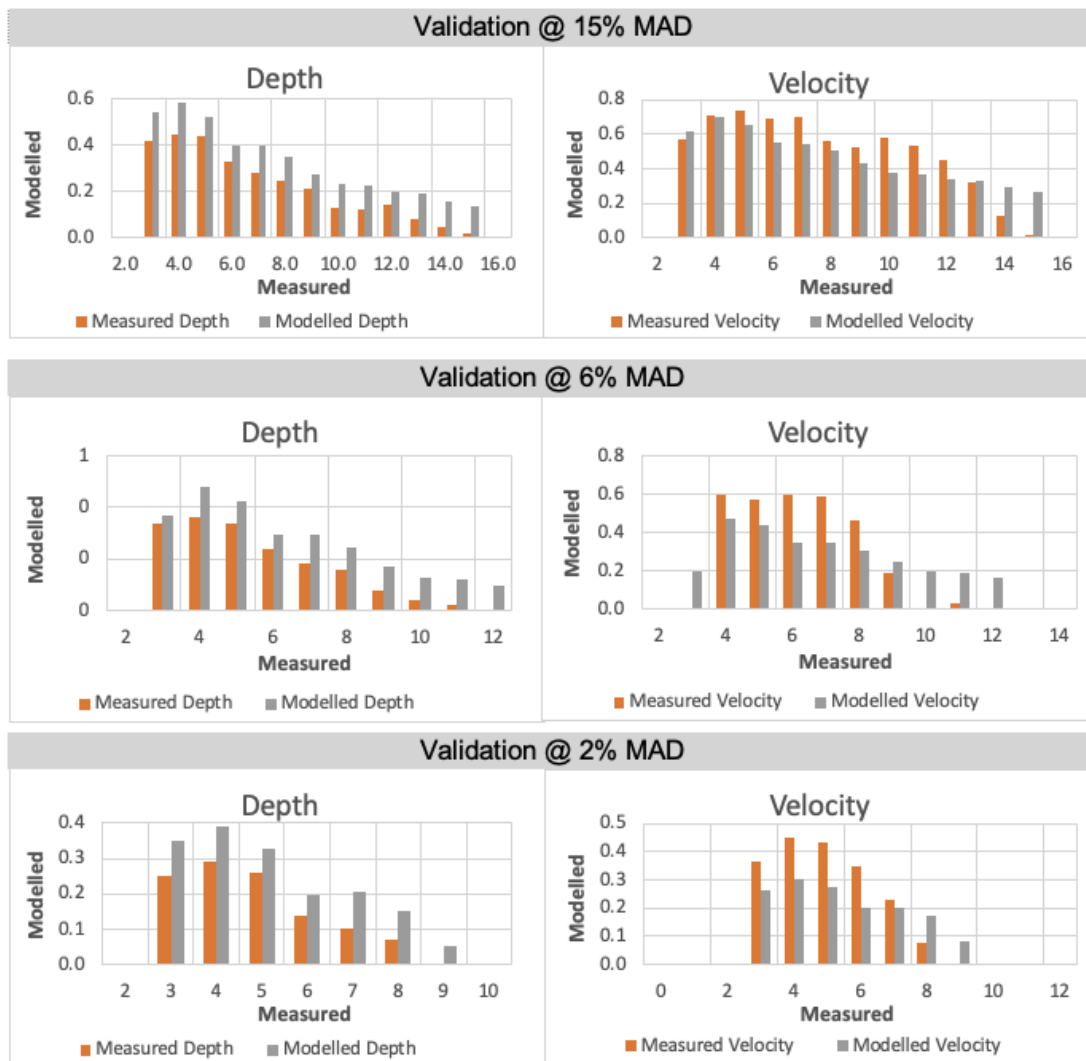 Validation @ 15% MAD
Depth
Modelled
0.6
0.4
0.2
0.0
2.0 4.0 6.0 8.0 10.0 12.0 14.0 16.0
Measured
Measured Depth Modelled Depth
Velocity
Modelled
0.8
0.6
0.4
0.2
0.0
2 4 6 8 10 12 14 16
Measured
Measured Velocity Modelled Velocity
Validation @ 6% MAD
Depth
Modelled
1
0
0
0
2 4 6 8 10 12
Measured
Measured Depth Modelled Depth
Velocity
Modelled
0.8
0.6
0.4
0.2
0.0
2 4 6 8 10 12 14
Measured
Measured Velocity Modelled Velocity
Validation @ 2% MAD
Depth
Modelled
0.4
0.3
0.2
0.1
0.0
2 3 4 5 6 7 8 9 10
Measured
Measured Depth Modelled Depth
Velocity
Modelled
0.5
0.4
0.3
0.2
0.1
0.0
0 2 4 6 8 10 12
Measured
Measured Velocity Modelled Velocity